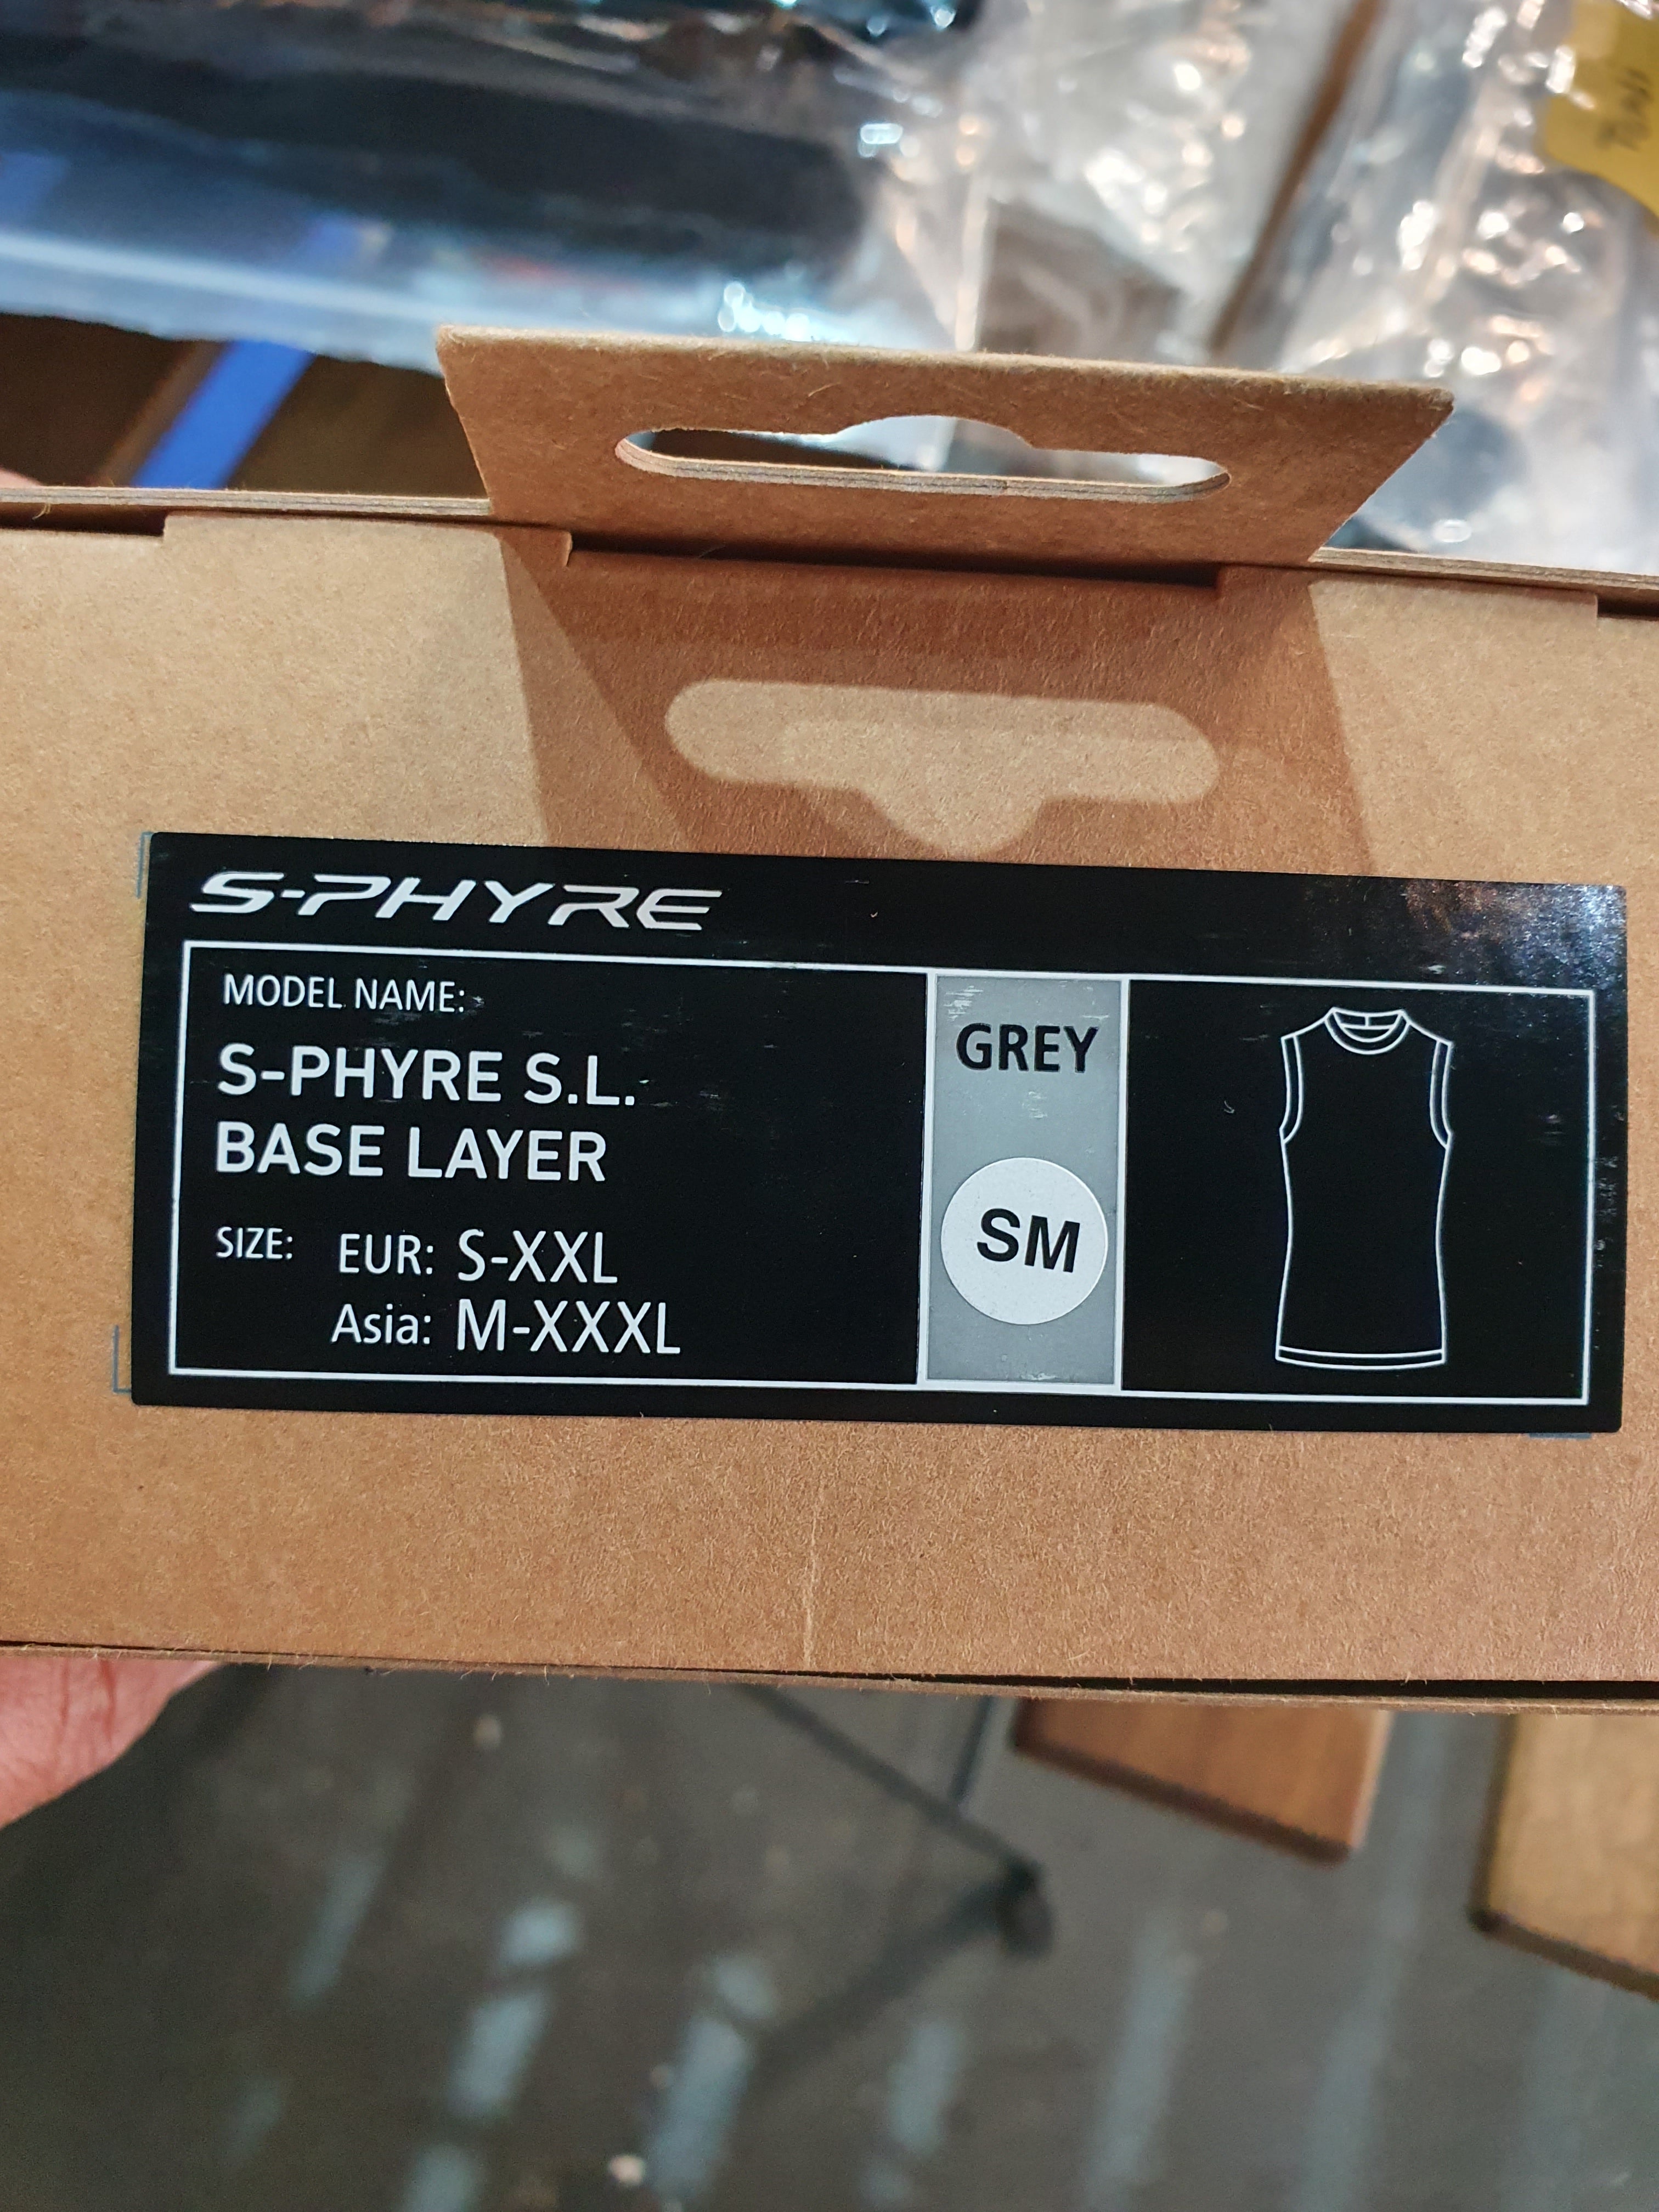 S-PHYRE
MODEL NAME:
S-PHYRE S.L.
BASE LAYER
SIZE: EUR: S-XXL
Asia: M-XXXL
GREY
SM